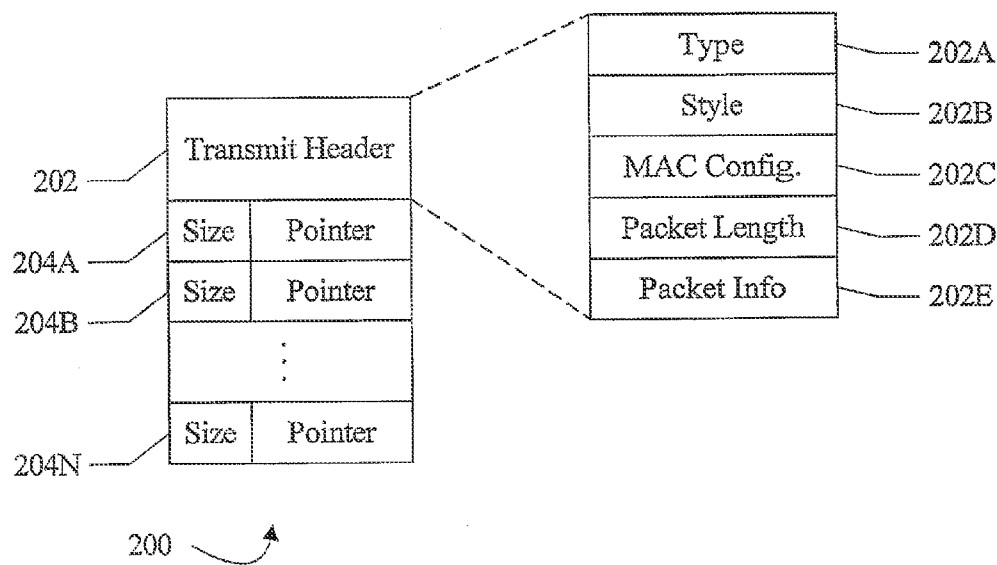 Type
202A
Style
202B
Transmit Header
202
MAC Config.
202C
Size Pointer
204A
Packet Length
202D
Size Pointer
204B
Packet Info
202E
Size Pointer
204N
200